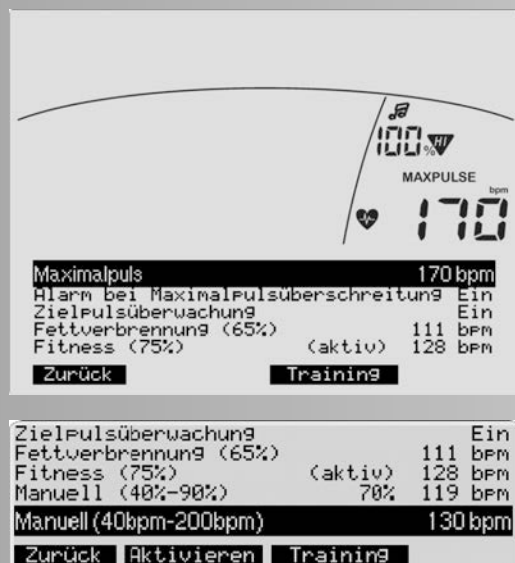 100% HI
MAXPULSE
bpm
170
Maximalpuls 170 bpm
Alarm bei Maximalpulsüberschreitung Ein
Zielpulsüberwachung Ein
Fettverbrennung (65%) 111 bpm
Fitness (75%) (aktiv) 128 bpm
Zurück Training
Zielpulsüberwachung Ein
Fettverbrennung (65%) 111 bpm
Fitness (75%) (aktiv) 128 bpm
Manuell (40%-90%) 70% 119 bpm
Manuell (40bpm-200bpm) 130 bpm
Zurück Aktivieren Training